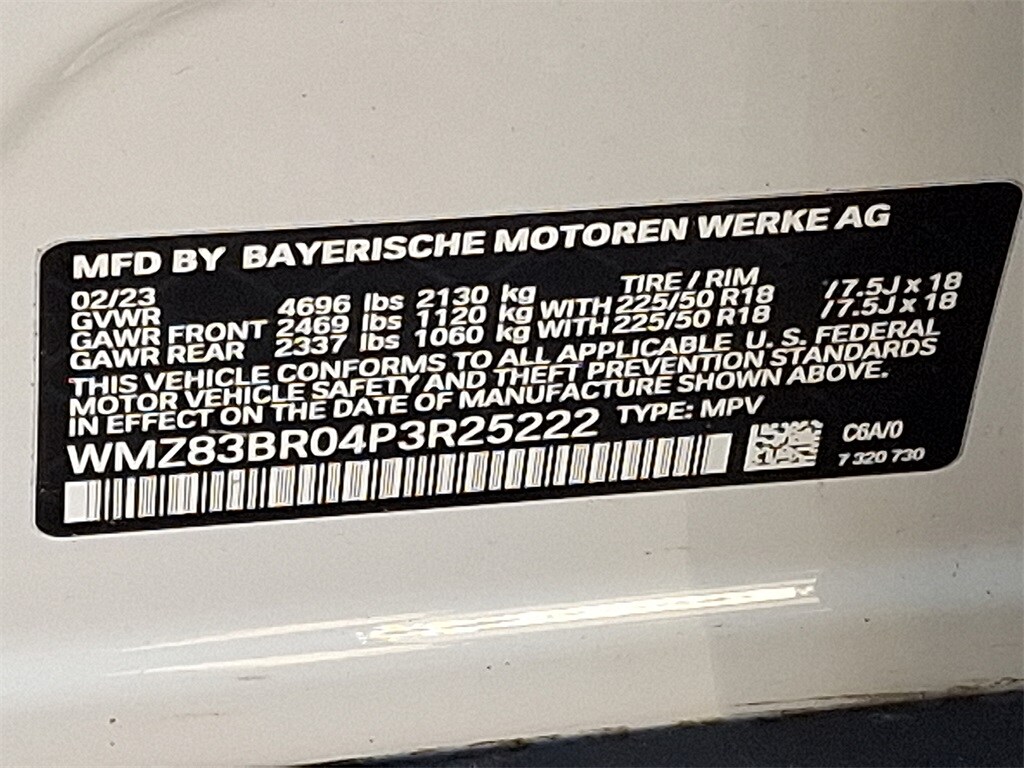 MFD BY BAYERISCHE MOTOREN WERKE AG
02/23 TIRE / RIM
GVWR 4696 lbs 2130 kg
GAWR FRONT 2469 lbs 1120 kg WITH 225/50 R18 / 7.5J x 18
GAWR REAR 2337 lbs 1060 kg WITH 225/50 R18 / 7.5J x 18
THIS VEHICLE CONFORMS TO ALL APPLICABLE U. S. FEDERAL
MOTOR VEHICLE SAFETY AND THEFT PREVENTION STANDARDS
IN EFFECT ON THE DATE OF MANUFACTURE SHOWN ABOVE.
WMZ83BR04P3R25222 TYPE: MPV
C6A/0
7 320 730